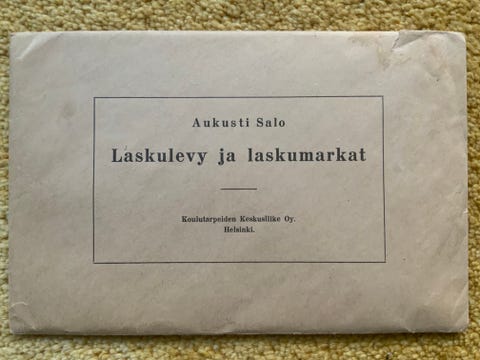 Aukusti Salo
Laskulevy ja laskumarkat
Koulutarpeiden Keskusliike Oy.
Helsinki.